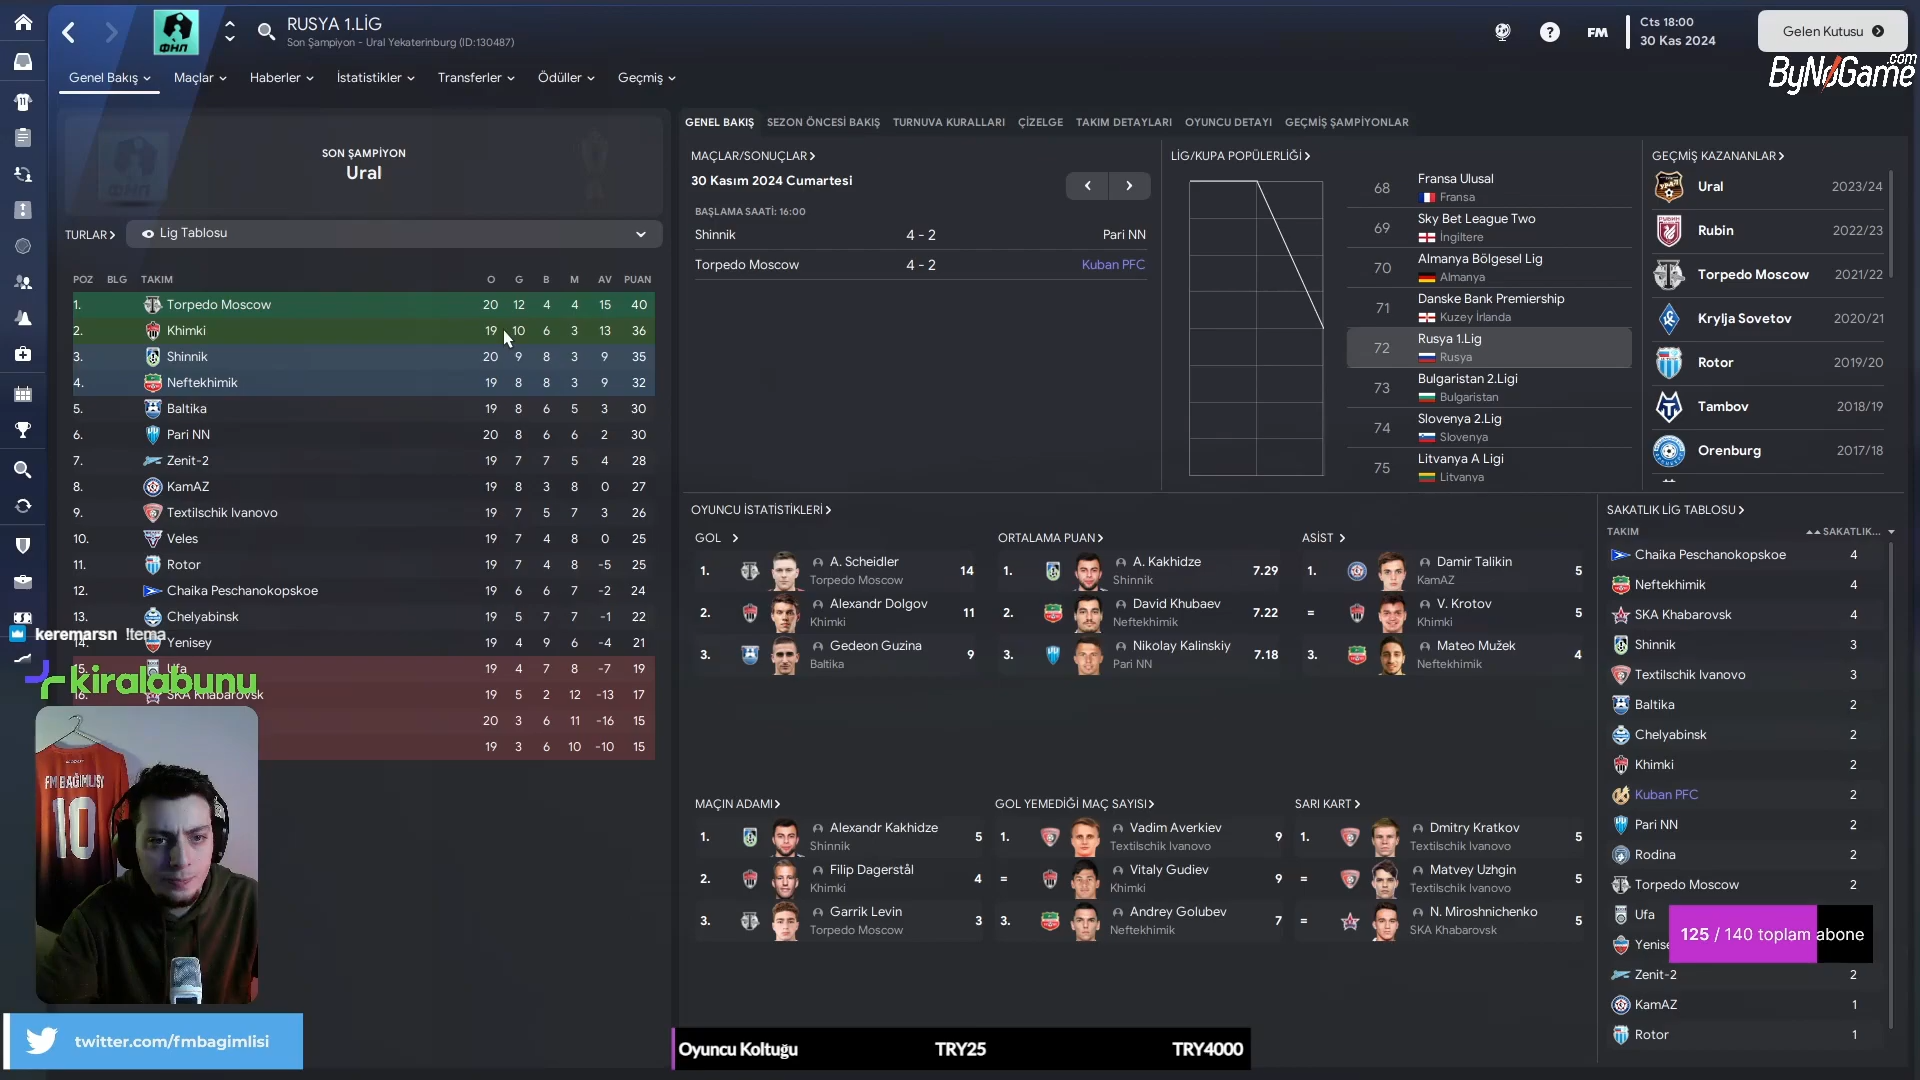 RUSYA 1.LİG
Son Şampiyon - Ural Yekaterinburg (ID:130487)
FM
Cts 18:00
30 Kas 2024
Gelen Kutusu
ByNoGame.com
Genel Bakış Maçlar Haberler İstatistikler Transferler Ödüller Geçmiş
GENEL BAKIŞ SEZON ÖNCESİ BAKIŞ TURNUVA KURALLARI ÇİZELGE TAKIM DETAYLARI OYUNCU DETAYI GEÇMİŞ ŞAMPİYONLAR
SON ŞAMPİYON
Ural
TURLAR Lig Tablosu
POZ BLG TAKIM O G B M AV PUAN
1. Torpedo Moscow 20 12 4 4 15 40
2. Khimki 19 10 6 3 13 36
3. Shinnik 20 9 8 3 9 35
4. Neftekhimik 19 8 8 3 9 32
5. Baltika 19 8 6 5 3 30
6. Pari NN 20 8 6 6 2 30
7. Zenit-2 19 7 7 5 4 28
8. KamAZ 19 8 3 8 0 27
9. Textilschik Ivanovo 19 7 5 7 3 26
10. Veles 19 7 4 8 0 25
11. Rotor 19 7 4 8 -5 25
12. Chaika Peschanokopskoe 19 6 6 7 -2 24
13. Chelyabinsk 19 5 7 7 -1 22
14. Yenisey 19 4 9 6 -4 21
15. Ufa 19 4 7 8 -7 19
16. SKA Khabarovsk 19 5 2 12 -13 17
20 3 6 11 -16 15
19 3 6 10 -10 15
keremarsn !tema
kiralabunu
FM BAĞIMLISI
10
twitter.com/fmbagimlisi
MAÇLAR/SONUÇLAR
30 Kasım 2024 Cumartesi
BAŞLAMA SAATİ: 16:00
Shinnik 4 - 2 Pari NN
Torpedo Moscow 4 - 2 Kuban PFC
LİG/KUPA POPÜLERLİĞİ
68 Fransa Ulusal
Fransa
69 Sky Bet League Two
İngiltere
70 Almanya Bölgesel Lig
Almanya
71 Danske Bank Premiership
Kuzey İrlanda
72 Rusya 1.Lig
Rusya
73 Bulgaristan 2.Ligi
Bulgaristan
74 Slovenya 2.Lig
Slovenya
75 Litvanya A Ligi
Litvanya
GEÇMİŞ KAZANANLAR
Ural 2023/24
Rubin 2022/23
Torpedo Moscow 2021/22
Krylja Sovetov 2020/21
Rotor 2019/20
Tambov 2018/19
Orenburg 2017/18
OYUNCU İSTATİSTİKLERİ
GOL
1. A. Scheidler 14
Torpedo Moscow
2. Alexandr Dolgov 11
Khimki
3. Gedeon Guzina 9
Baltika
ORTALAMA PUAN
1. A. Kakhidze 7.29
Shinnik
2. David Khubaev 7.22
Neftekhimik
3. Nikolay Kalinskiy 7.18
Pari NN
ASİST
1. Damir Talikin 5
KamAZ
= V. Krotov 5
Khimki
3. Mateo Mužek 4
Neftekhimik
MAÇIN ADAMI
1. Alexandr Kakhidze 5
Shinnik
2. Filip Dagerstål 4
Khimki
3. Garrik Levin 3
Torpedo Moscow
GOL YEMEDİĞİ MAÇ SAYISI
1. Vadim Averkiev 9
Textilschik Ivanovo
= Vitaly Gudiev 9
Khimki
3. Andrey Golubev 7
Neftekhimik
SARI KART
1. Dmitry Kratkov 5
Textilschik Ivanovo
= Matvey Uzhgin 5
Textilschik Ivanovo
= N. Miroshnichenko 5
SKA Khabarovsk
SAKATLIK LİG TABLOSU
TAKIM SAKATLIK...
Chaika Peschanokopskoe 4
Neftekhimik 4
SKA Khabarovsk 4
Shinnik 3
Textilschik Ivanovo 3
Baltika 2
Chelyabinsk 2
Khimki 2
Kuban PFC 2
Pari NN 2
Rodina 2
Torpedo Moscow 2
Ufa
Yenise
Zenit-2 2
KamAZ 1
Rotor 1
125 / 140 toplam abone
Oyuncu Koltuğu TRY25 TRY4000